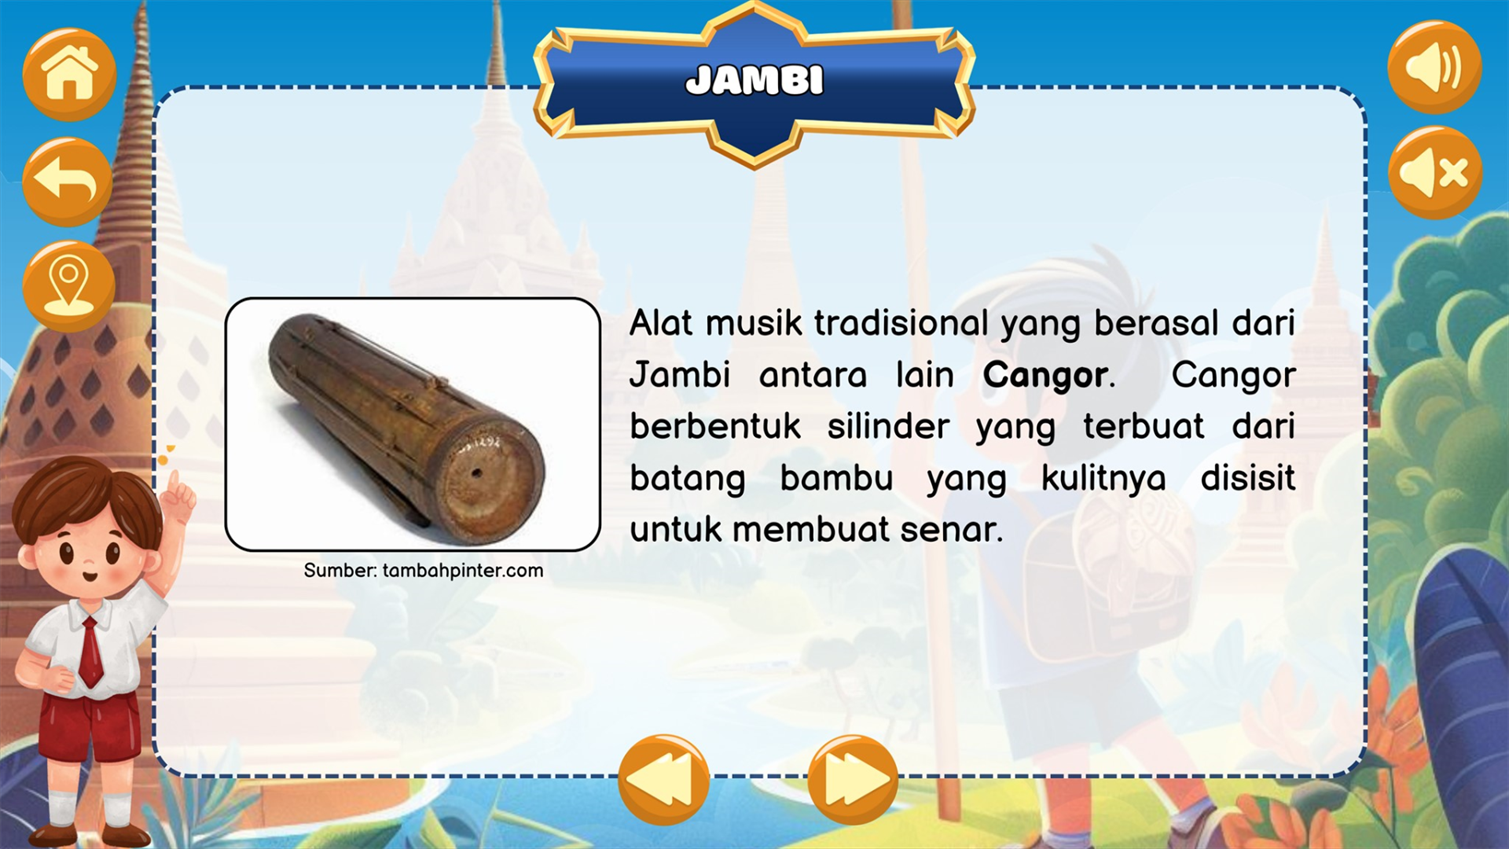 JAMBI
Alat musik tradisional yang berasal dari
Jambi antara lain Cangor. Cangor
berbentuk silinder yang terbuat dari
batang bambu yang kulitnya disisit
untuk membuat senar.
Sumber: tambahpinter.com